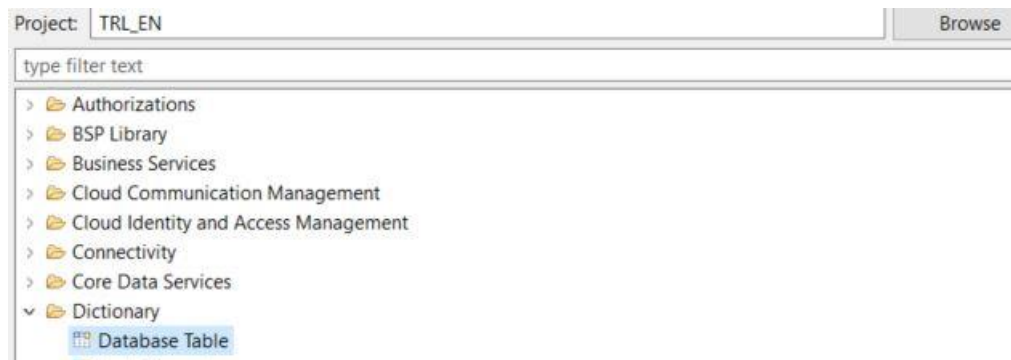 Project: TRL_EN Browse
type filter text
Authorizations
BSP Library
Business Services
Cloud Communication Management
Cloud Identity and Access Management
Connectivity
Core Data Services
Dictionary
Database Table